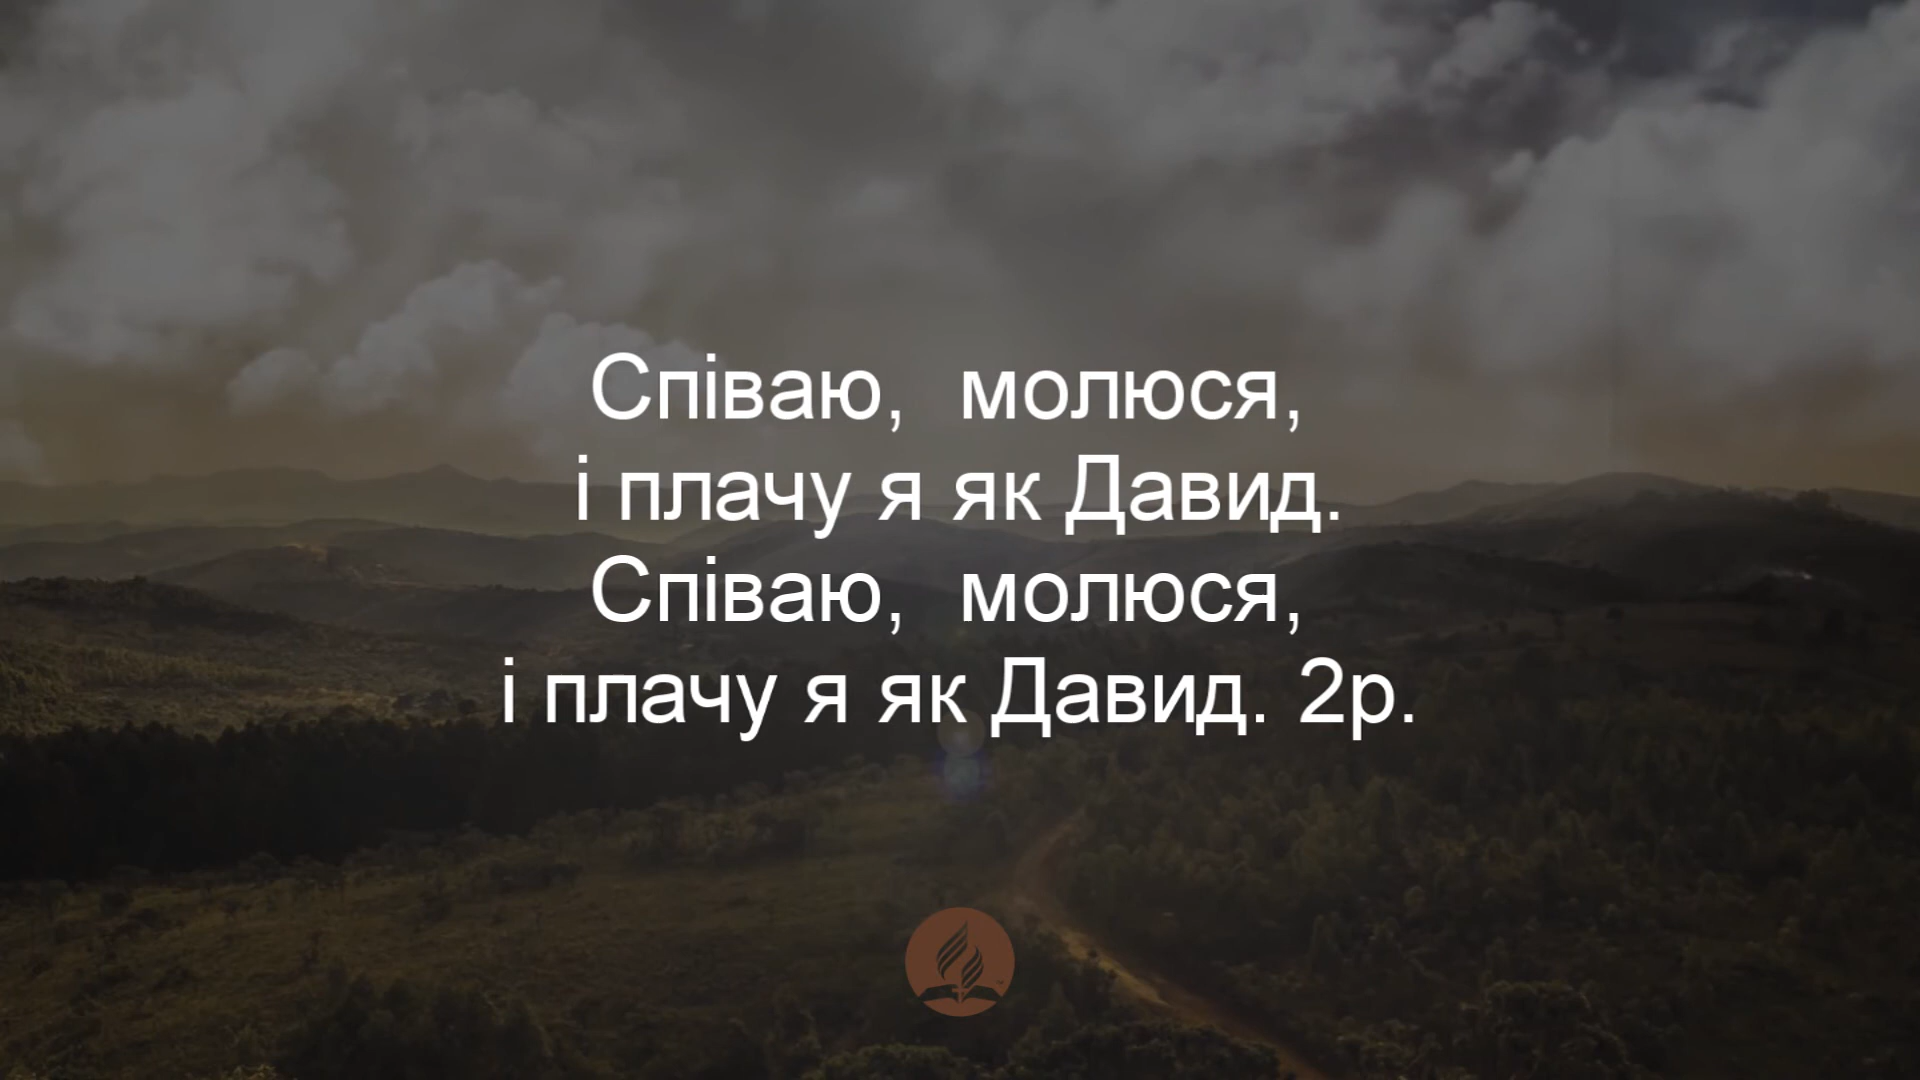 Співаю,  молюся,
і плачу я як Давид.
Співаю,  молюся,
і плачу я як Давид. 2р.